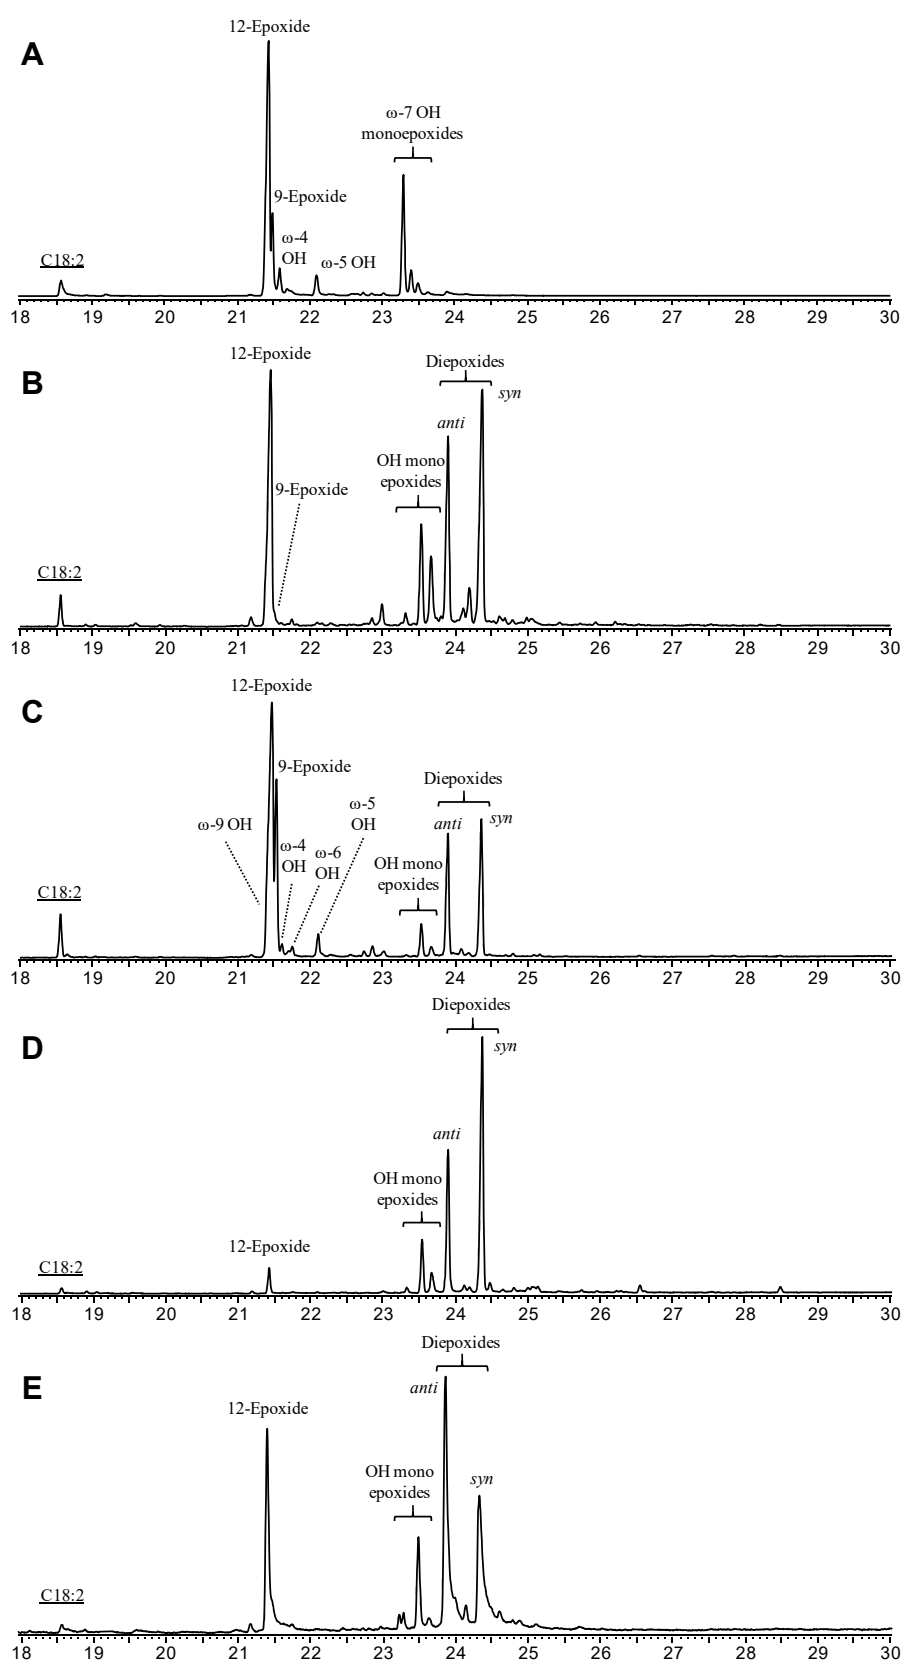 12-Epoxide
A
ω-7 OH
monoepoxides
9-Epoxide
ω-4
OH
ω-5 OH
C18:2
18 19 20 21 22 23 24 25 26 27 28 29 30
12-Epoxide
B
Diepoxides
syn
anti
OH mono
epoxides
9-Epoxide
C18:2
18 19 20 21 22 23 24 25 26 27 28 29 30
12-Epoxide
C
9-Epoxide
Diepoxides
ω-5
OH
syn
anti
ω-9 OH
ω-4
OH
ω-6
OH
OH mono
epoxides
C18:2
18 19 20 21 22 23 24 25 26 27 28 29 30
Diepoxides
D
syn
anti
OH mono
epoxides
12-Epoxide
C18:2
18 19 20 21 22 23 24 25 26 27 28 29 30
Diepoxides
E
anti
12-Epoxide
OH mono
epoxides
syn
C18:2
18 19 20 21 22 23 24 25 26 27 28 29 30